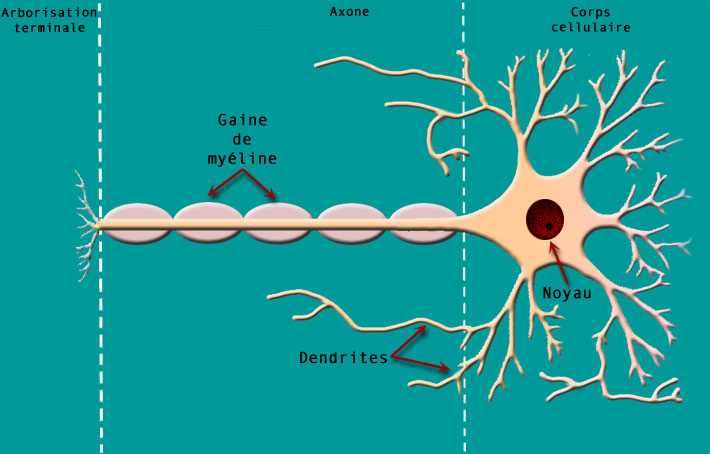 Arborisation
terminale
Axone
Corps
cellulaire
Gaine
de
myéline
Noyau
Dendrites